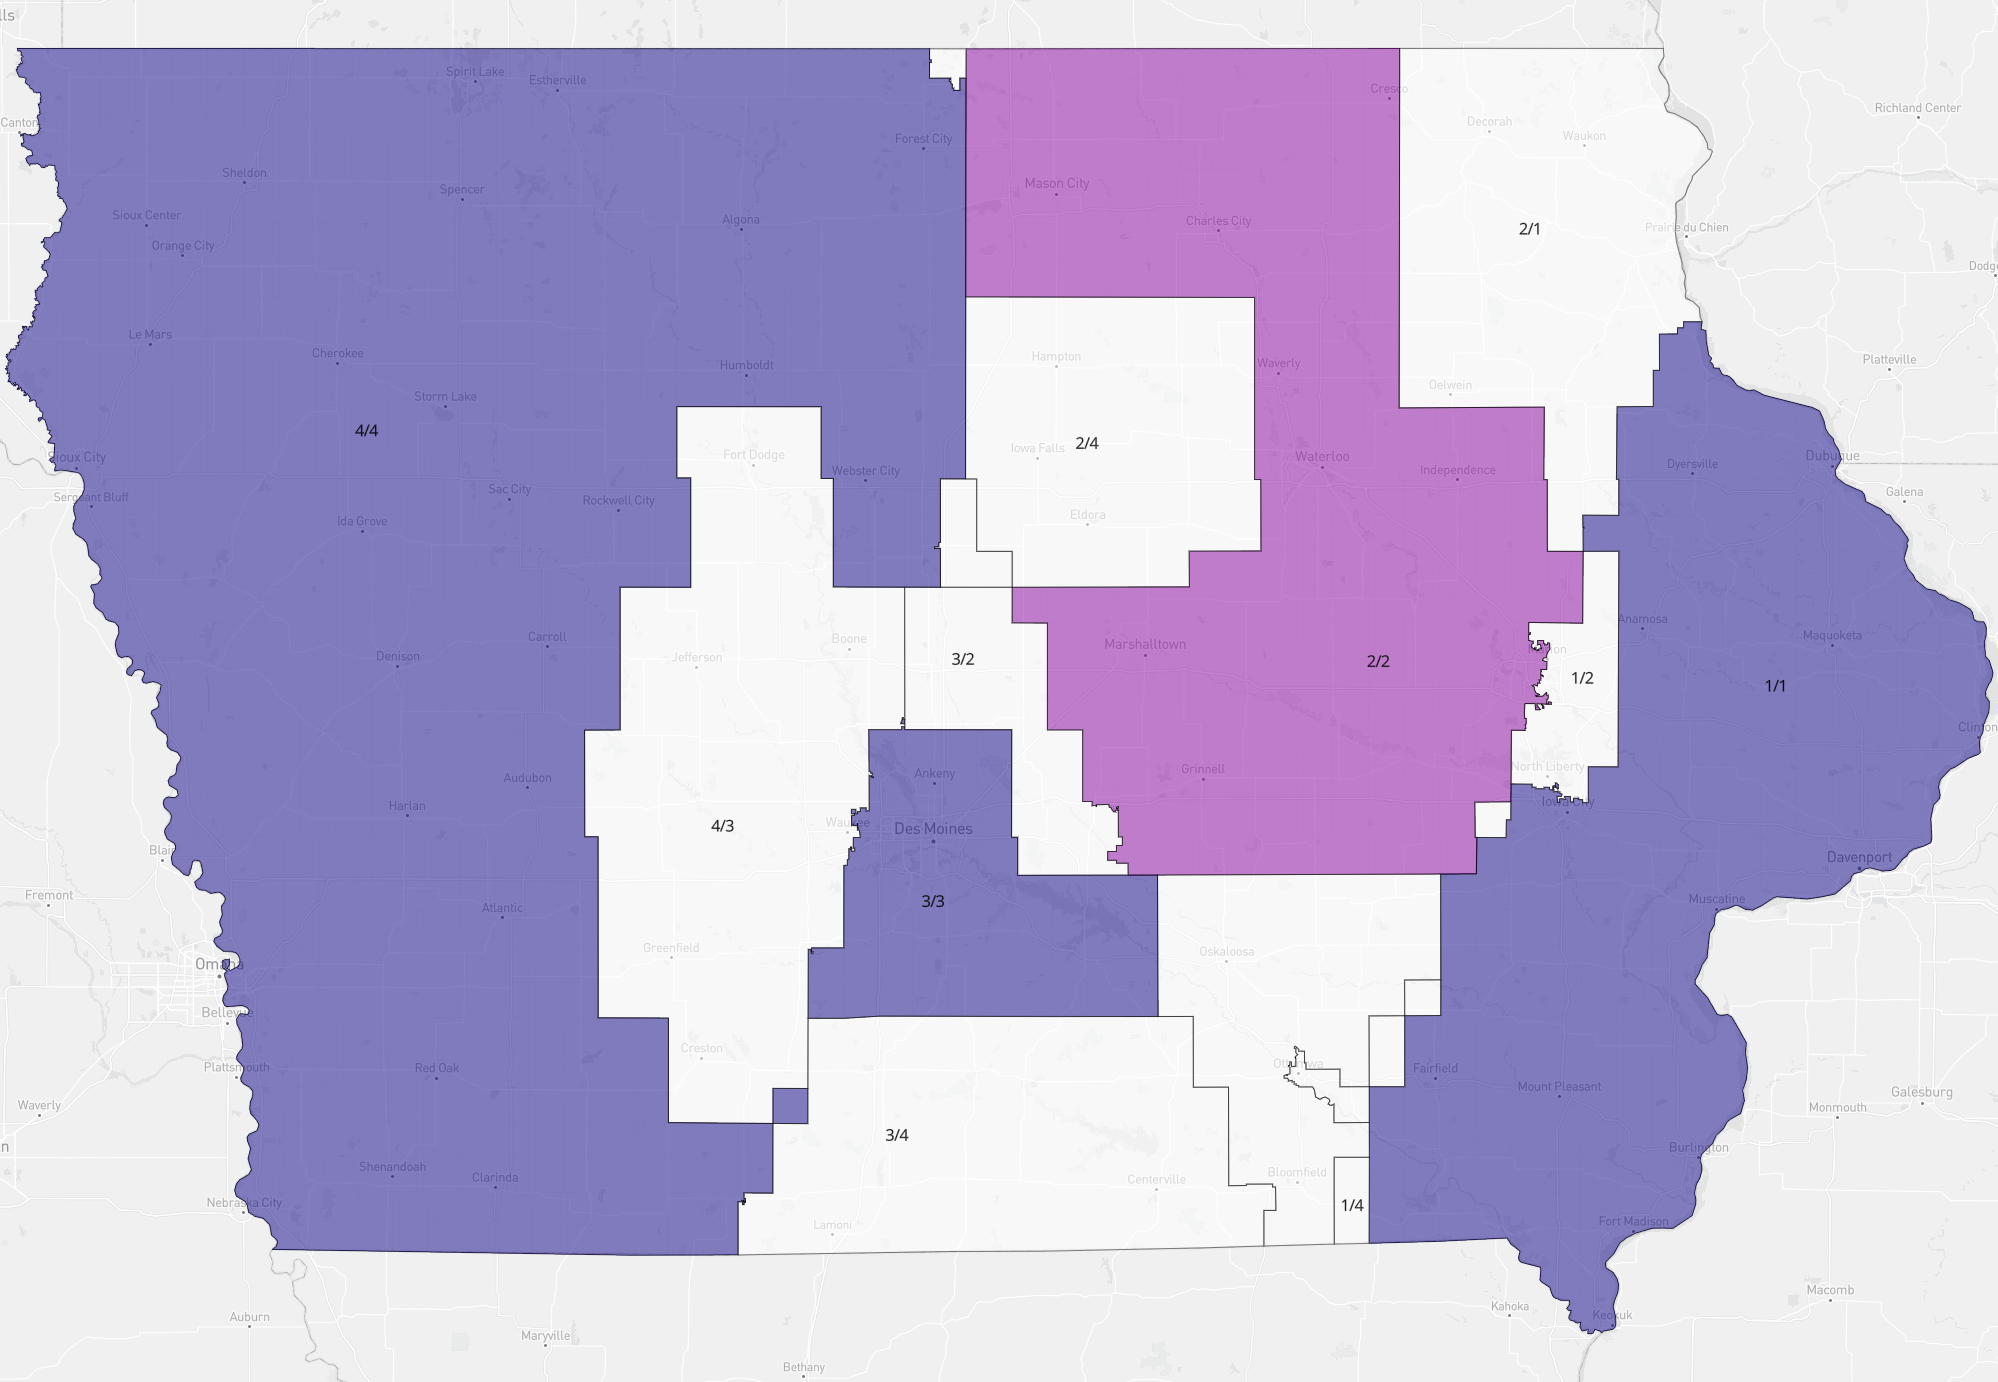 lls
Spirit Lake
Estherville
Cresco
Richland Center
Canton
Forest City
Decorah
Waukon
Sheldon
Spencer
Mason City
Sioux Center
Algona
Charles City
2/1
Prairie du Chien
Orange City
Dodg
Le Mars
Cherokee
Humboldt
Hampton
Waverly
Platteville
Storm Lake
Oelwein
4/4
2/4
Sioux City
Fort Dodge
Iowa Falls
Waterloo
Dubuque
Webster City
Independence
Dyersville
Sergeant Bluff
Sac City
Rockwell City
Galena
Ida Grove
Eldora
Carroll
Boone
Marshalltown
Anamosa
Maquoketa
Denison
Jefferson
3/2
2/2
1/2
1/1
Clinton
Audubon
Ankeny
Grinnell
North Liberty
Harlan
Iowa City
4/3
Waukee
Des Moines
Blair
Davenport
Fremont
Atlantic
3/3
Muscatine
Greenfield
Oskaloosa
Omaha
Bellevue
Creston
Ottumwa
Plattsmouth
Red Oak
Fairfield
Mount Pleasant
Galesburg
Waverly
Monmouth
n
3/4
Burlington
Shenandoah
Clarinda
Centerville
Bloomfield
Nebraska City
1/4
Lamoni
Fort Madison
Macomb
Auburn
Kahoka
Keokuk
Maryville
Bethany